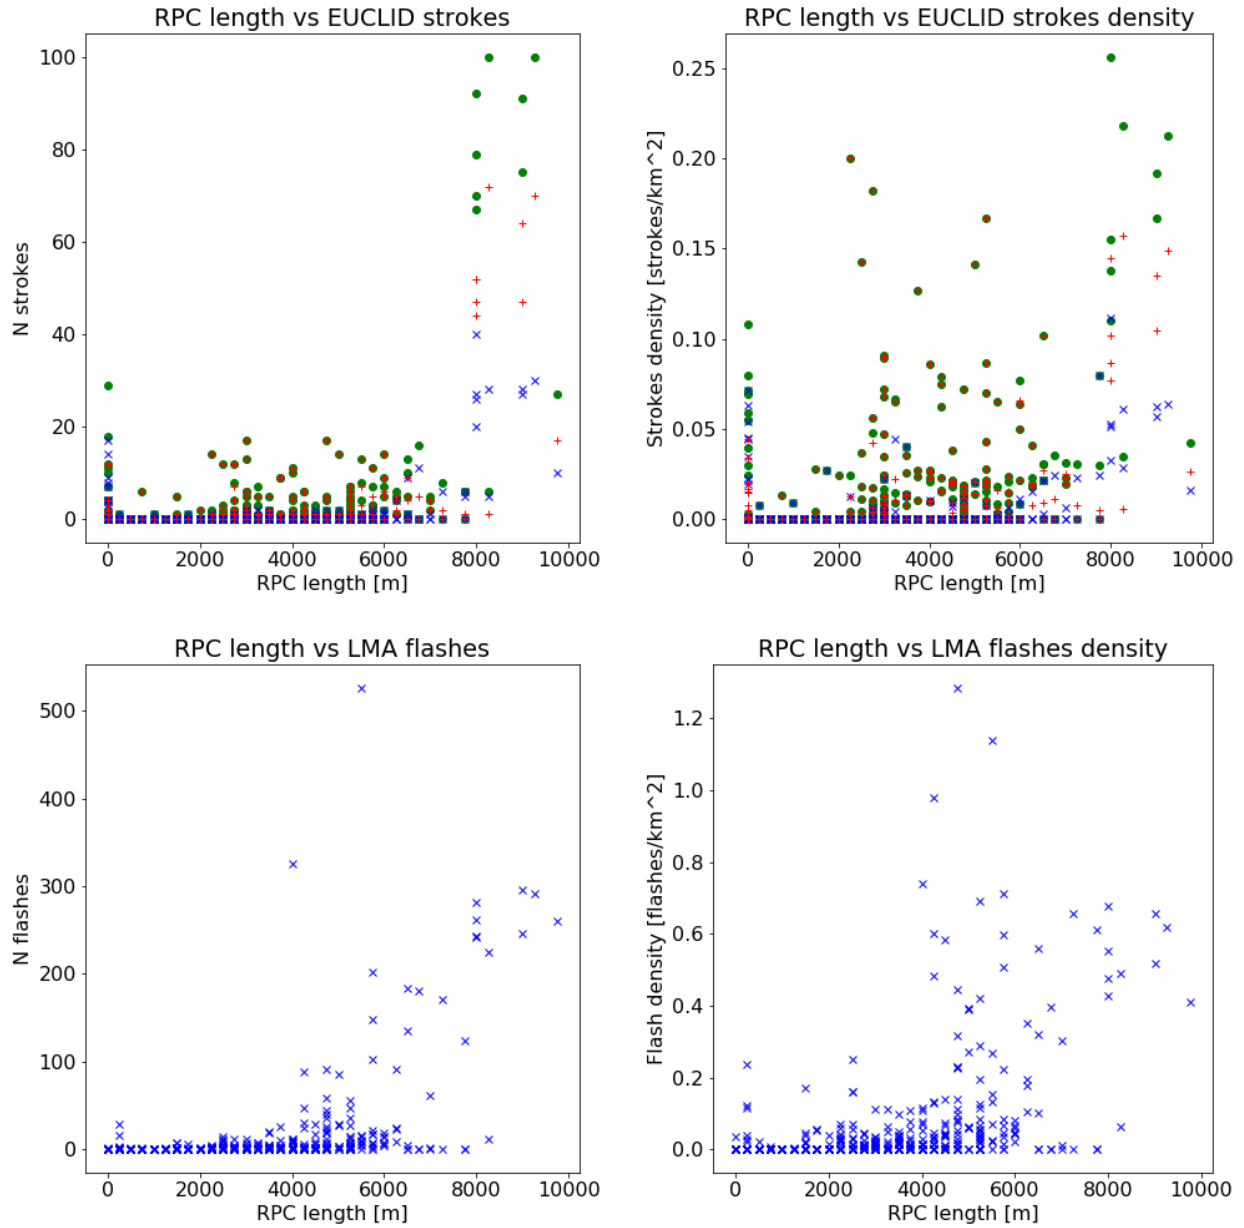 RPC length vs EUCLID strokes
100
80
60
40
20
0
N strokes
0 2000 4000 6000 8000 10000
RPC length [m]
RPC length vs EUCLID strokes density
0.25
0.20
0.15
0.10
0.05
0.00
Strokes density [strokes/km^2]
0 2000 4000 6000 8000 10000
RPC length [m]
RPC length vs LMA flashes
500
400
300
200
100
0
N flashes
0 2000 4000 6000 8000 10000
RPC length [m]
RPC length vs LMA flashes density
1.2
1.0
0.8
0.6
0.4
0.2
0.0
Flash density [flashes/km^2]
0 2000 4000 6000 8000 10000
RPC length [m]